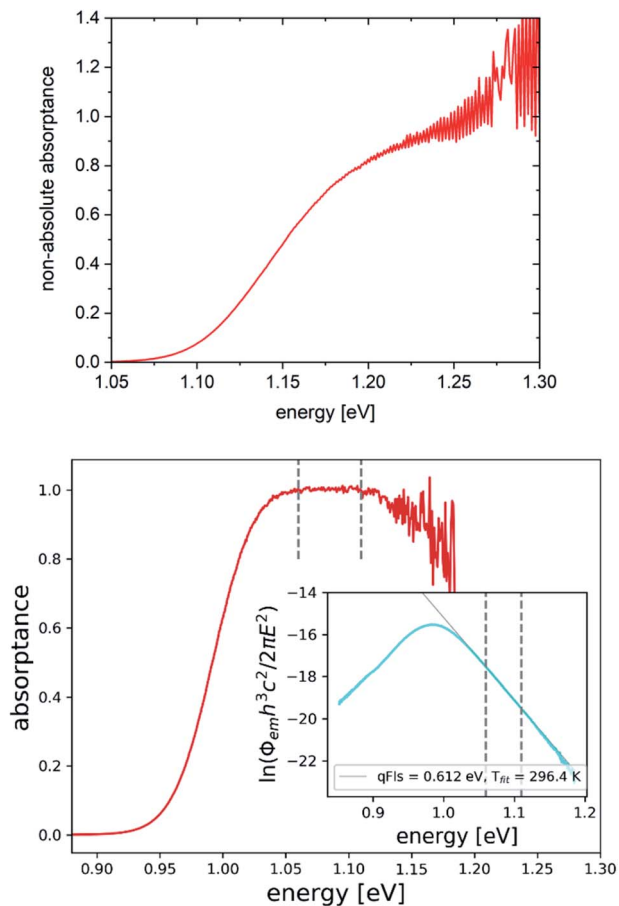 1.4
1.2
1.0
0.8
0.6
0.4
0.2
0.0
non-absolute absorptance
1.05 1.10 1.15 1.20 1.25 1.30
energy [eV]
1.0
0.8
0.6
0.4
0.2
0.0
absorptance
−14
−16
−18
−20
−22
ln(Φ_em h³c²/2πE²)
qFls = 0.612 eV, T_fit = 296.4 K
0.9 1.0 1.1 1.2
energy [eV]
0.90 0.95 1.00 1.05 1.10 1.15 1.20 1.25 1.30
energy [eV]